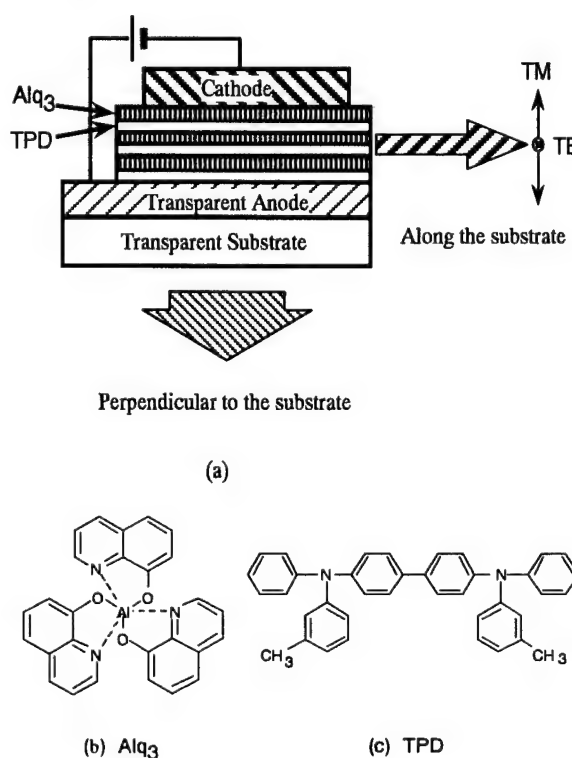 Cathode
TM
Alq3
TPD
TE
Transparent Anode
Transparent Substrate
Along the substrate
Perpendicular to the substrate
(a)
N
O
Al
O
N
O
N
N
N
CH3
CH3
(b) Alq3
(c) TPD